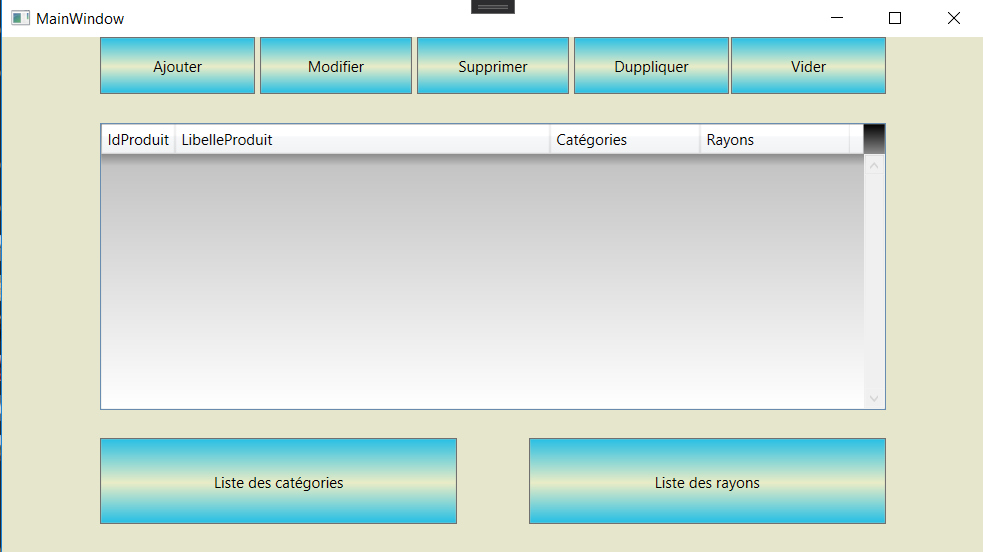 MainWindow
Ajouter Modifier Supprimer Duppliquer Vider
IdProduit LibelleProduit Catégories Rayons
Liste des catégories Liste des rayons